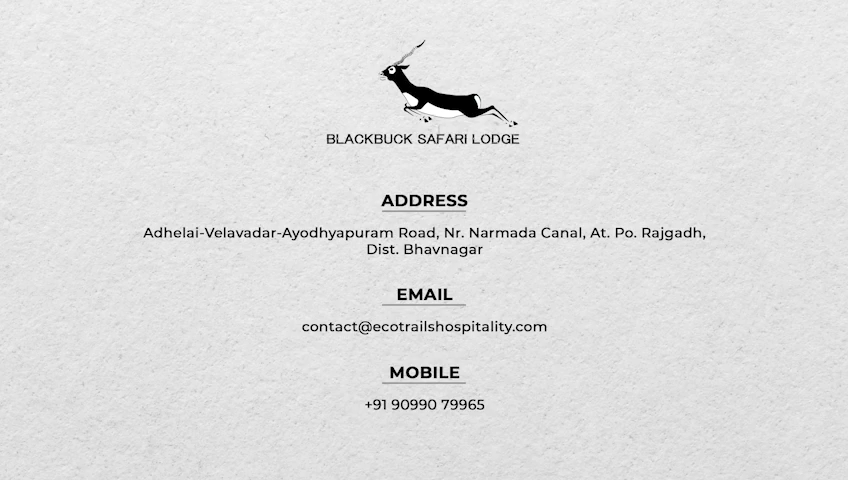 BLACKBUCK SAFARI LODGE
ADDRESS
Adhelai-Velavadar-Ayodhyapuram Road, Nr. Narmada Canal, At. Po. Rajgadh,
Dist. Bhavnagar
EMAIL
contact@ecotrailshospitality.com
MOBILE
+91 90990 79965